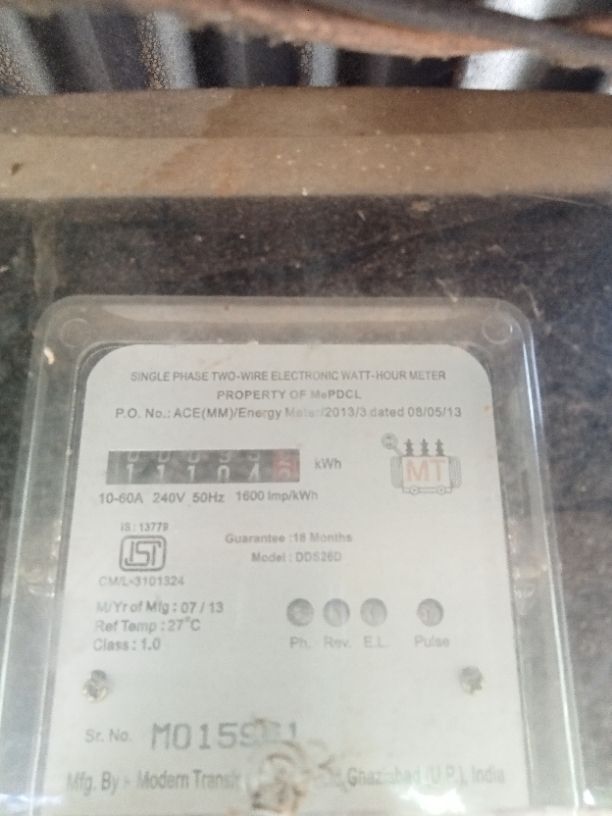 SINGLE PHASE TWO-WIRE ELECTRONIC WATT-HOUR METER
PROPERTY OF MePDCL
P.O. No.: ACE(MM)/Energy Meter/2013/3 dated 08/05/13
kWh
MT
10-60A 240V 50Hz 1600 Imp/kWh
IS : 13779
ISI
Guarantee :18 Months
Model : DDS26D
CM/L-3101324
M/Yr of Mfg : 07 / 13
Ref Temp : 27°C
Class : 1.0
Ph. Rev. E.L. Pulse
Sr. No.
Mfg. By :- Modern Ghaziabad (U.P.), India